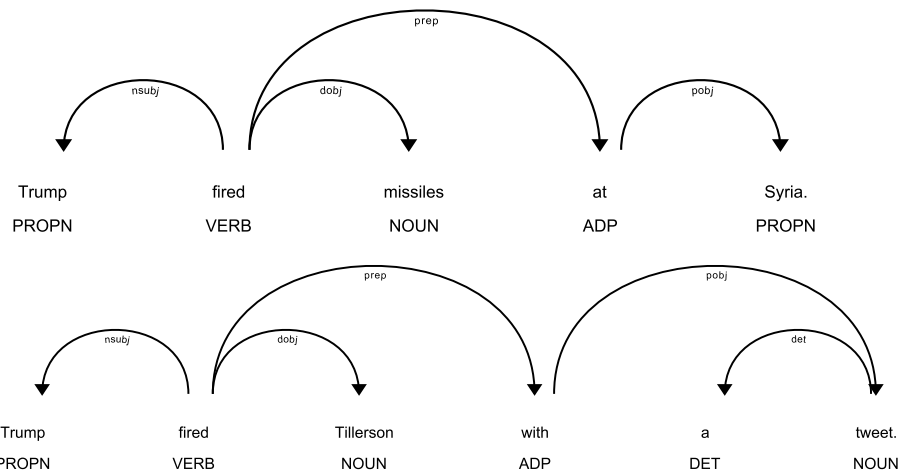 prep
nsubj dobj pobj
Trump fired missiles at Syria.
PROPN VERB NOUN ADP PROPN
prep pobj
nsubj dobj det
Trump fired Tillerson with a tweet.
PROPN VERB NOUN ADP DET NOUN